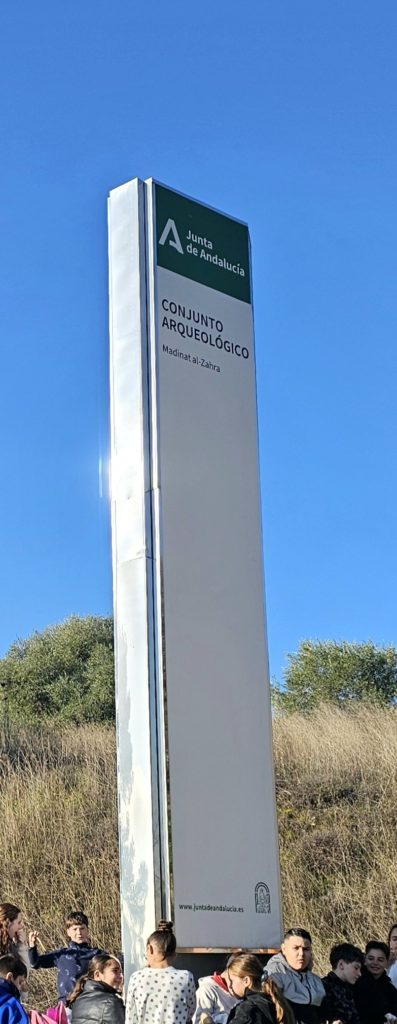 Junta
de Andalucía
CONJUNTO
ARQUEOLÓGICO
Madinat al-Zahra
www.juntadeandalucia.es